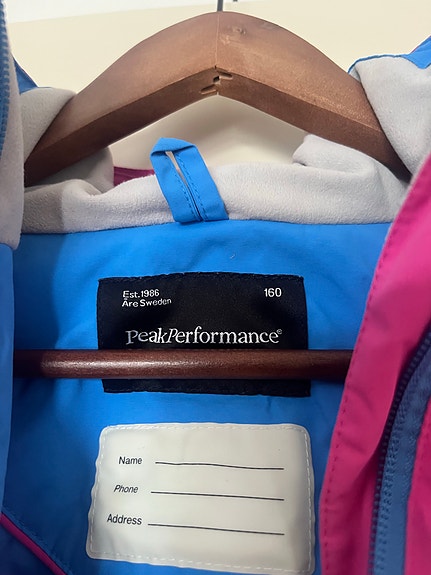 Est.1986 160
Åre Sweden
PeakPerformance®
Name
Phone
Address